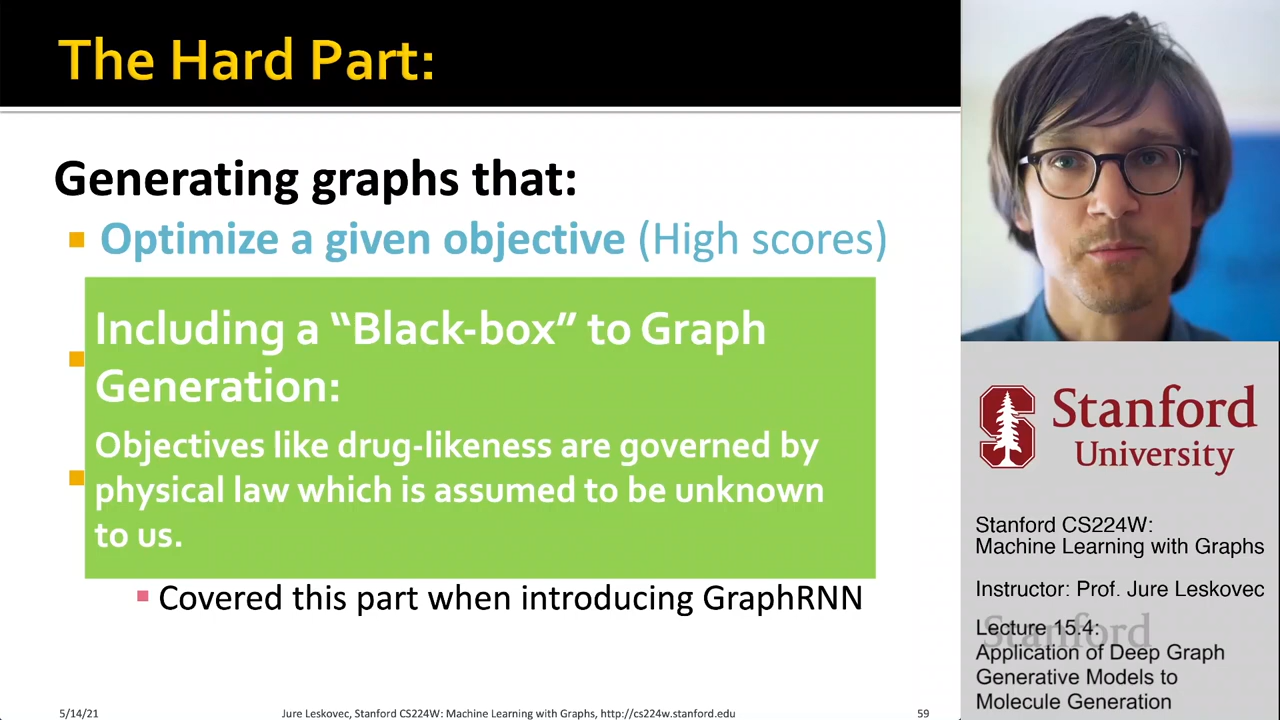 The Hard Part:
Generating graphs that:
Optimize a given objective (High scores)
Including a “Black-box” to Graph
Generation:
Objectives like drug-likeness are governed by
physical law which is assumed to be unknown
to us.
Covered this part when introducing GraphRNN
5/14/21
Jure Leskovec, Stanford CS224W: Machine Learning with Graphs, http://cs224w.stanford.edu
59
S
Stanford
University
Stanford CS224W:
Machine Learning with Graphs
Instructor: Prof. Jure Leskovec
Stanford
Lecture 15.4:
Application of Deep Graph
Generative Models to
Molecule Generation